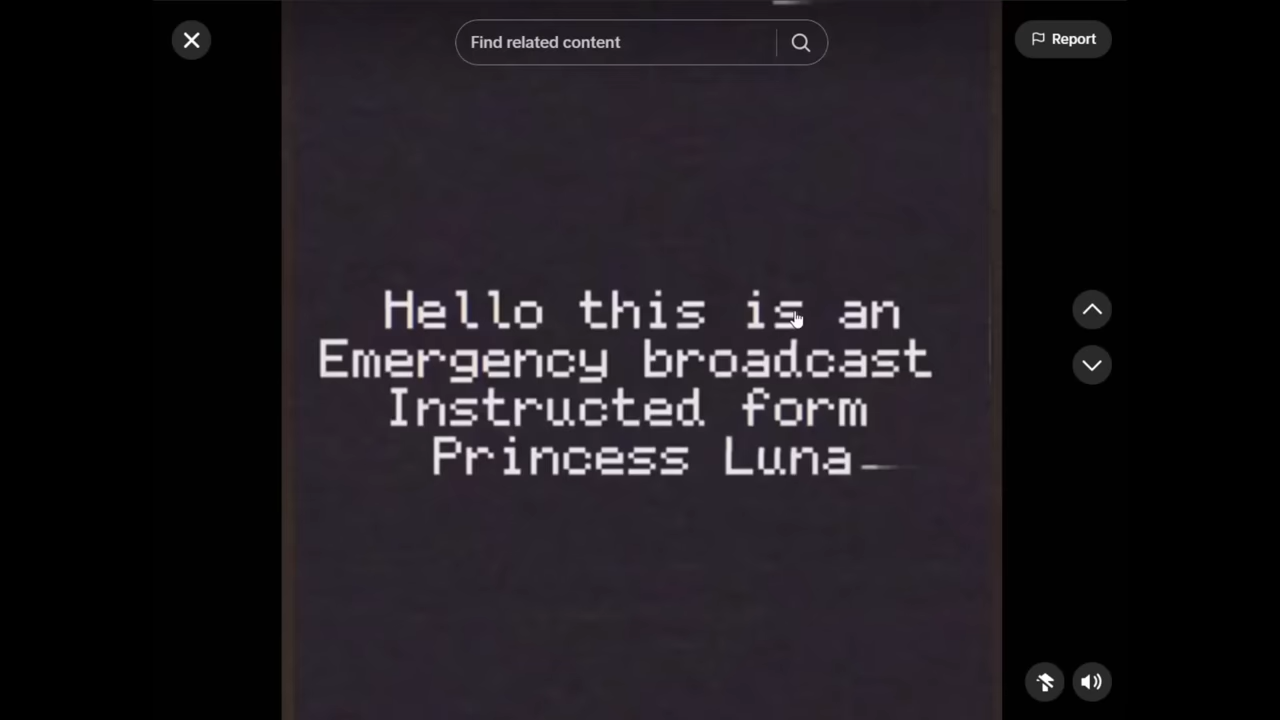 Find related content
Report
Hello this is an
Emergency broadcast
Instructed form
Princess Luna